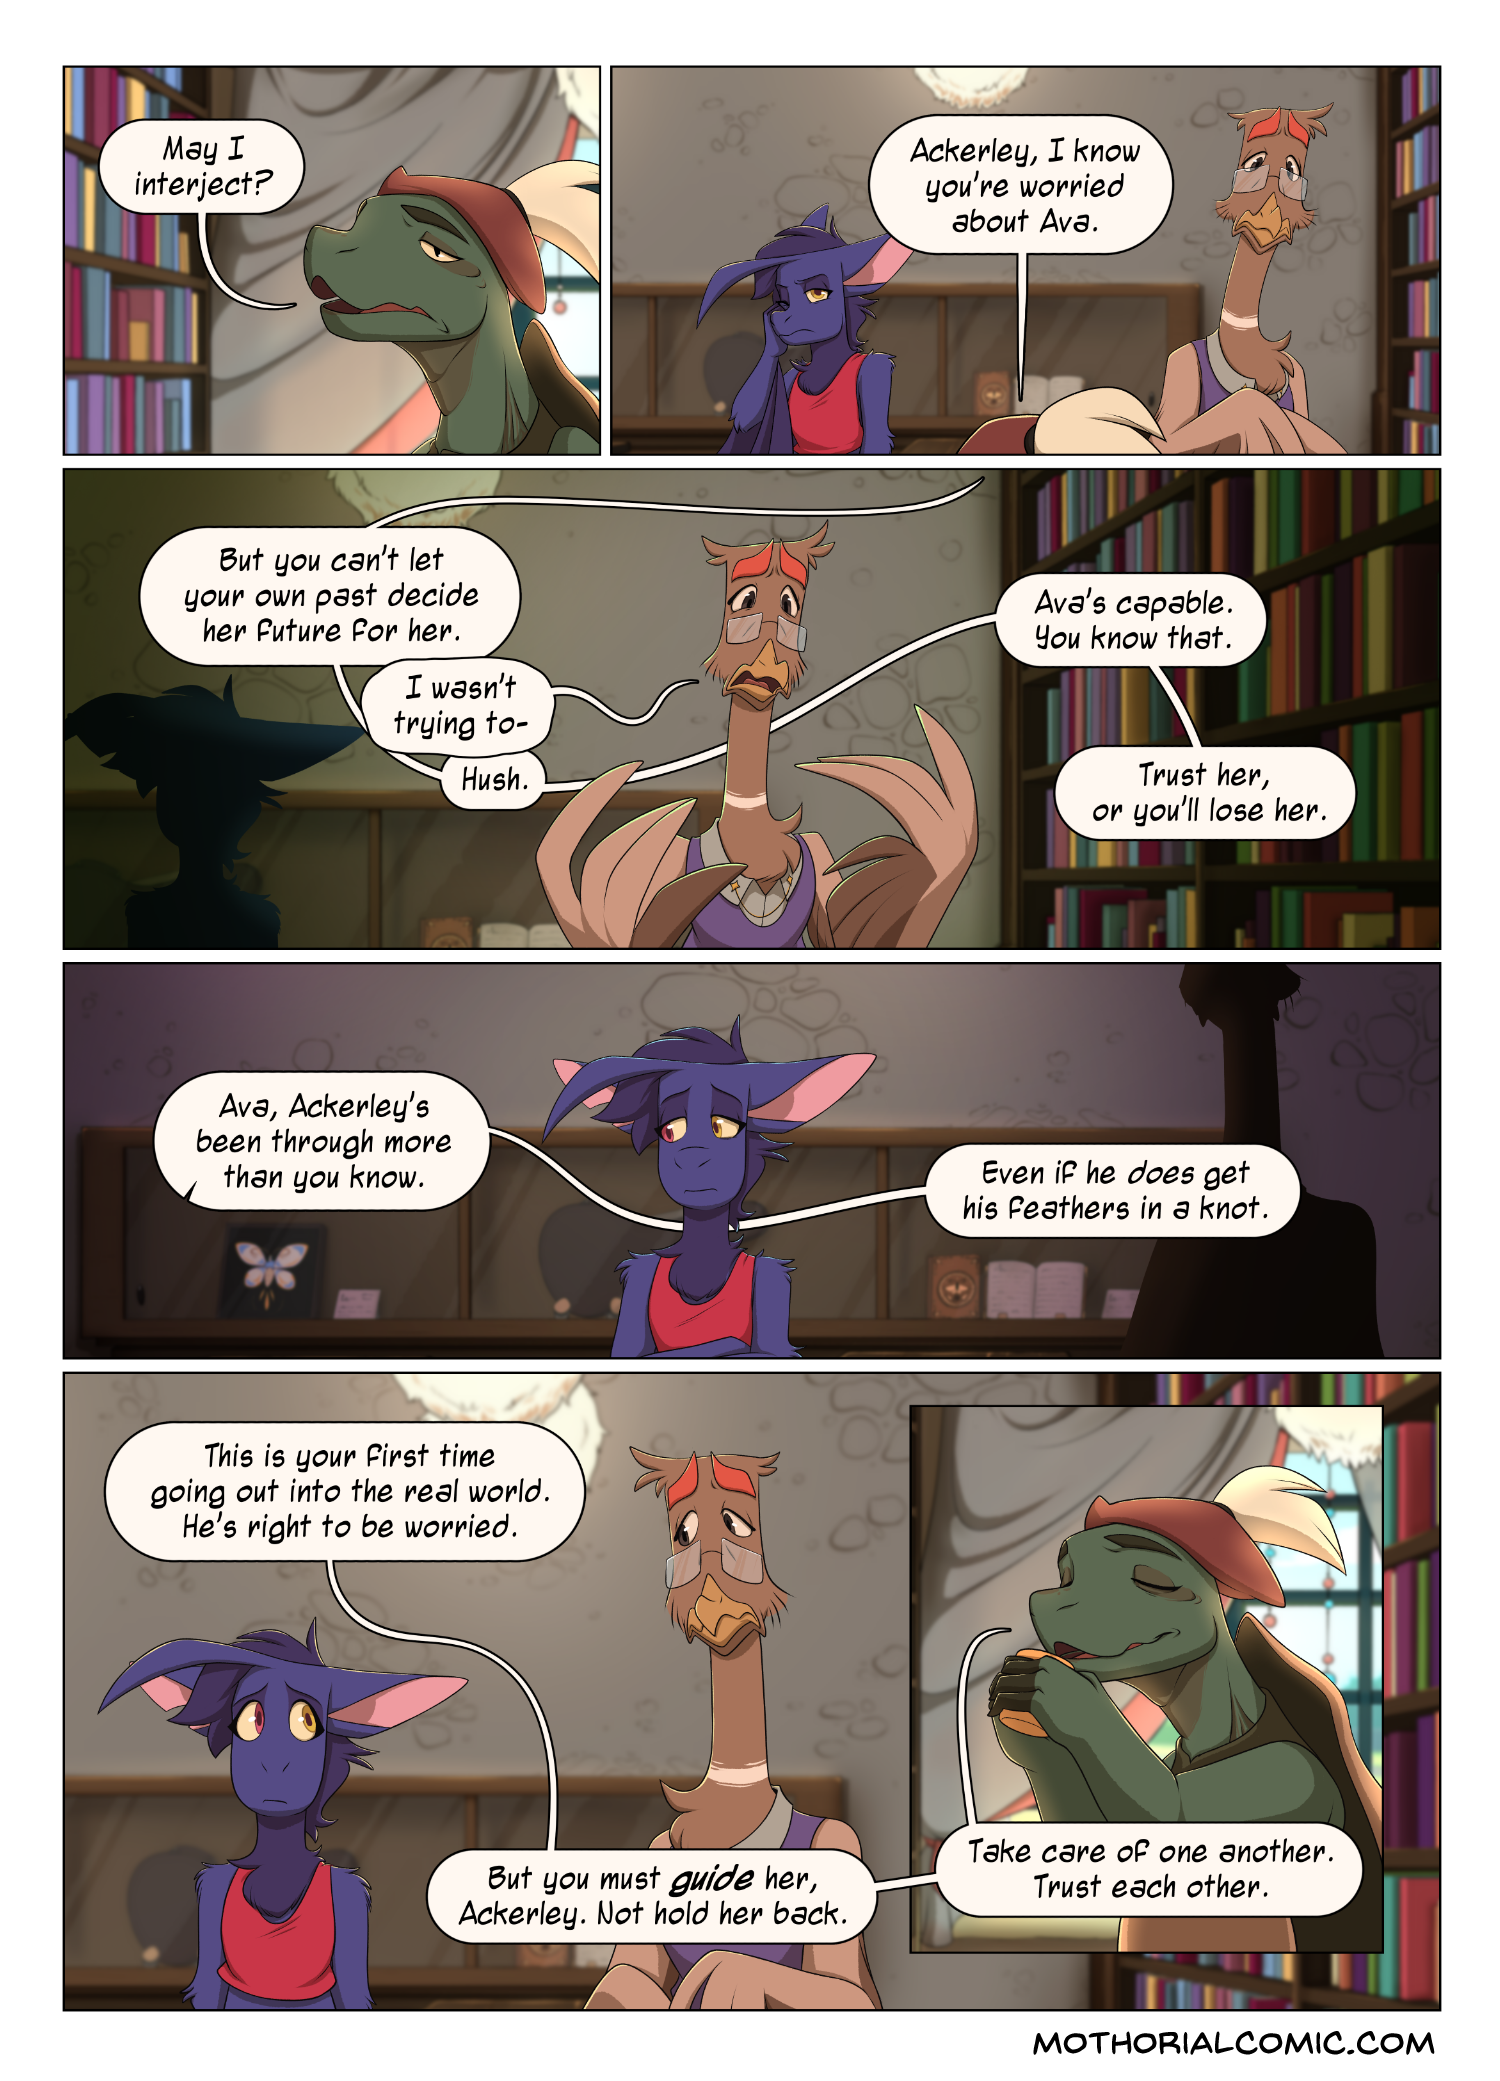 May I
interject?
Ackerley, I know
you're worried
about Ava.
But you can't let
your own past decide
her future for her.
I wasn't
trying to-
Hush.
Ava's capable.
You know that.
Trust her,
or you'll lose her.
Ava, Ackerley's
been through more
than you know.
Even if he does get
his feathers in a knot.
This is your first time
going out into the real world.
He's right to be worried.
But you must guide her,
Ackerley. Not hold her back.
Take care of one another.
Trust each other.
MOTHORIALCOMIC.COM